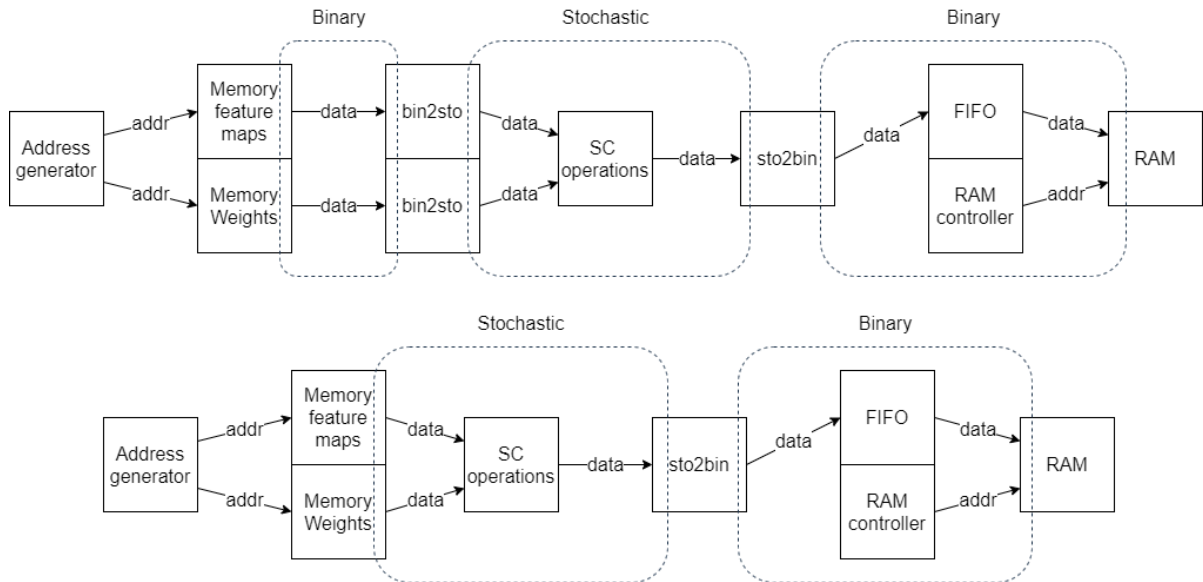 Binary
Stochastic
Binary
Address
generator
addr
addr
Memory
feature
maps
Memory
Weights
data
data
bin2sto
bin2sto
data
data
SC
operations
data
sto2bin
data
FIFO
RAM
controller
data
addr
RAM
Stochastic
Binary
Address
generator
addr
addr
Memory
feature
maps
Memory
Weights
data
data
SC
operations
data
sto2bin
data
FIFO
RAM
controller
data
addr
RAM